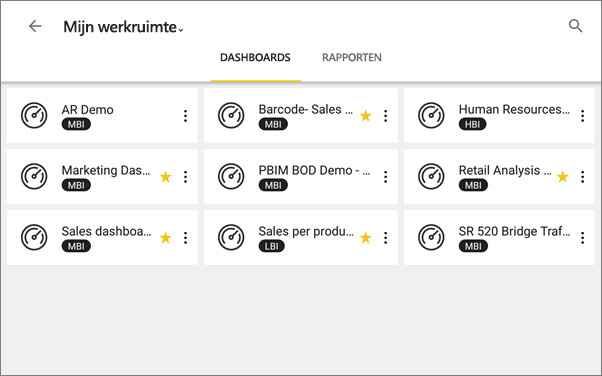 Mijn werkruimte
DASHBOARDS RAPPORTEN
AR Demo
MBI
Barcode- Sales ...
MBI
Human Resources...
HBI
Marketing Das...
MBI
PBIM BOD Demo - ...
MBI
Retail Analysis ...
MBI
Sales dashboa...
MBI
Sales per produ...
LBI
SR 520 Bridge Traf...
MBI